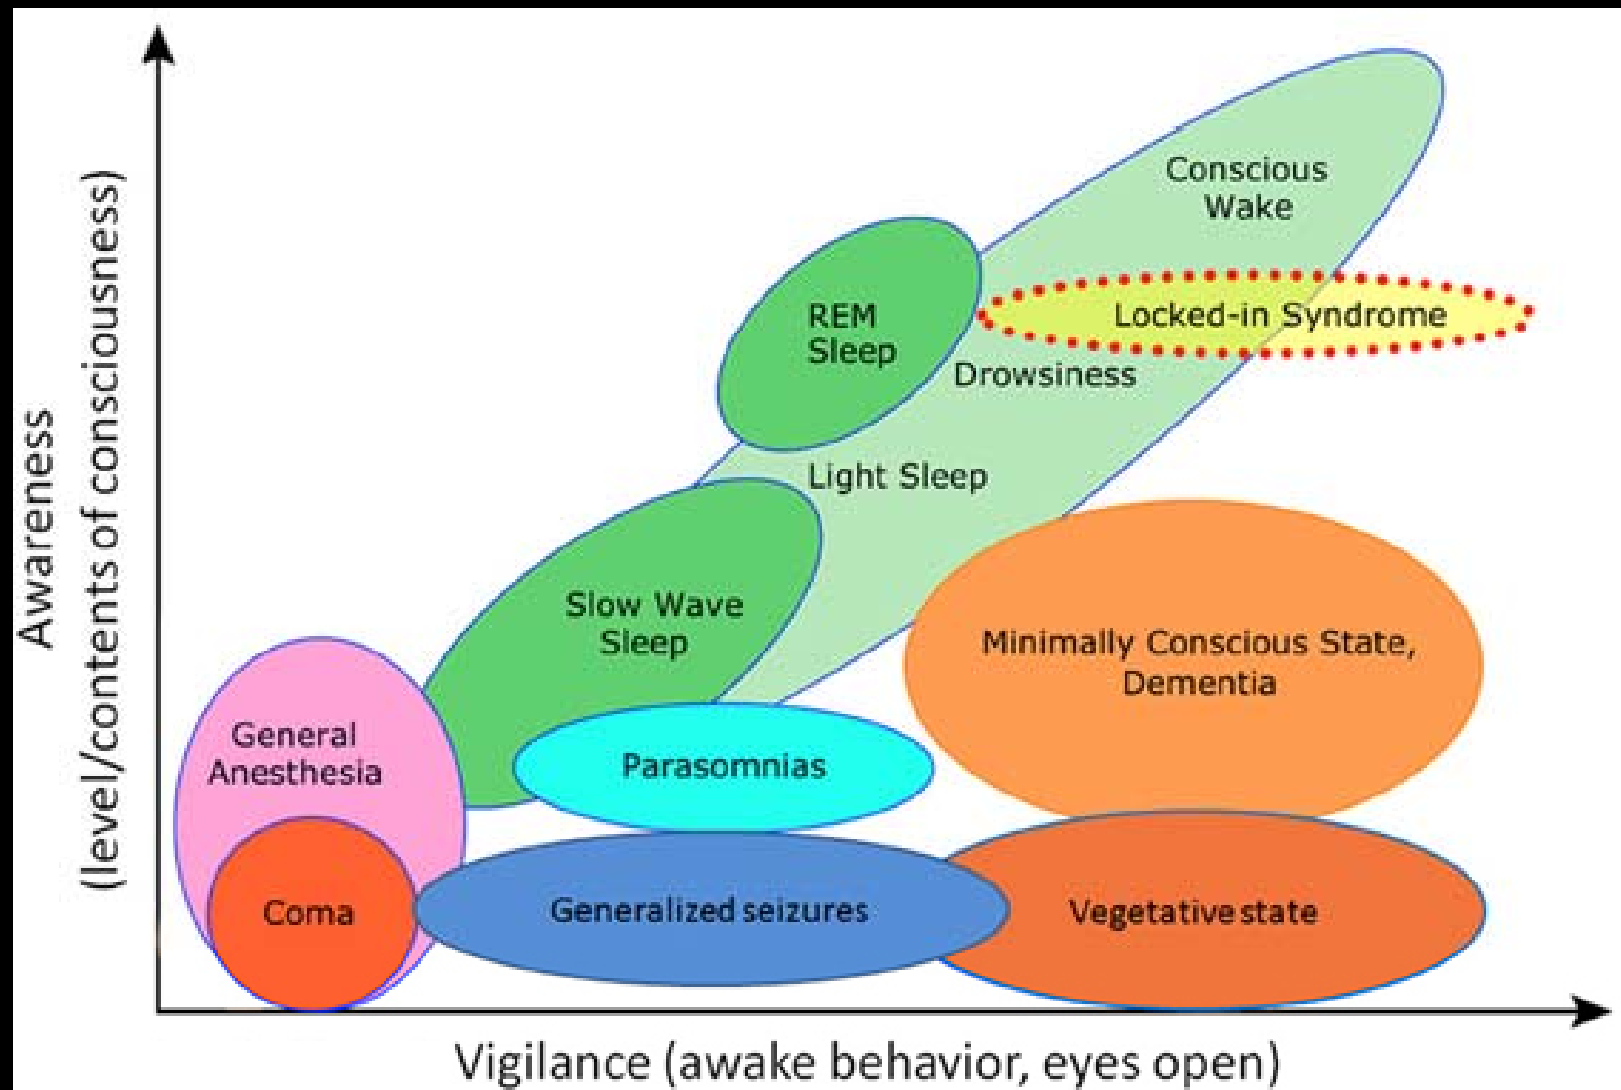 Awareness
(level/contents of consciousness)
Conscious
Wake
REM
Sleep
Locked-in Syndrome
Drowsiness
Light Sleep
Slow Wave
Sleep
Minimally Conscious State,
Dementia
General
Anesthesia
Parasomnias
Coma
Generalized seizures
Vegetative state
Vigilance (awake behavior, eyes open)